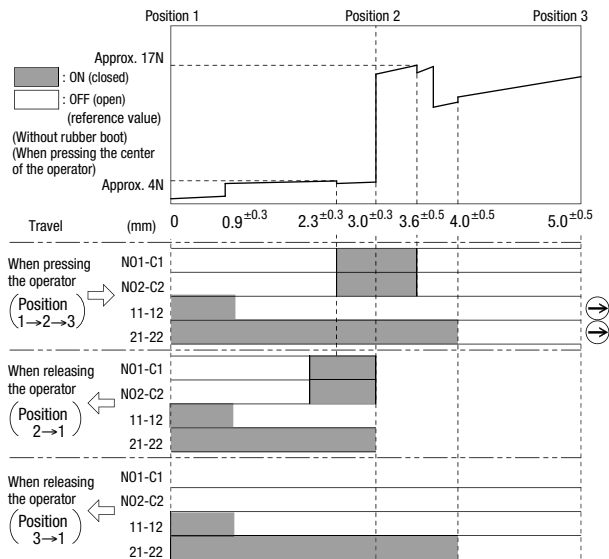 Position 1 Position 2 Position 3
Approx. 17N
: ON (closed)
: OFF (open)
(reference value)
(Without rubber boot)
(When pressing the center
of the operator)
Approx. 4N
Travel (mm) 0 0.9±0.3 2.3±0.3 3.0±0.3 3.6±0.5 4.0±0.5 5.0±0.5
When pressing
the operator
(Position
1→2→3)
NO1-C1
NO2-C2
11-12
21-22
When releasing
the operator
(Position
2→1)
NO1-C1
NO2-C2
11-12
21-22
When releasing
the operator
(Position
3→1)
NO1-C1
NO2-C2
11-12
21-22